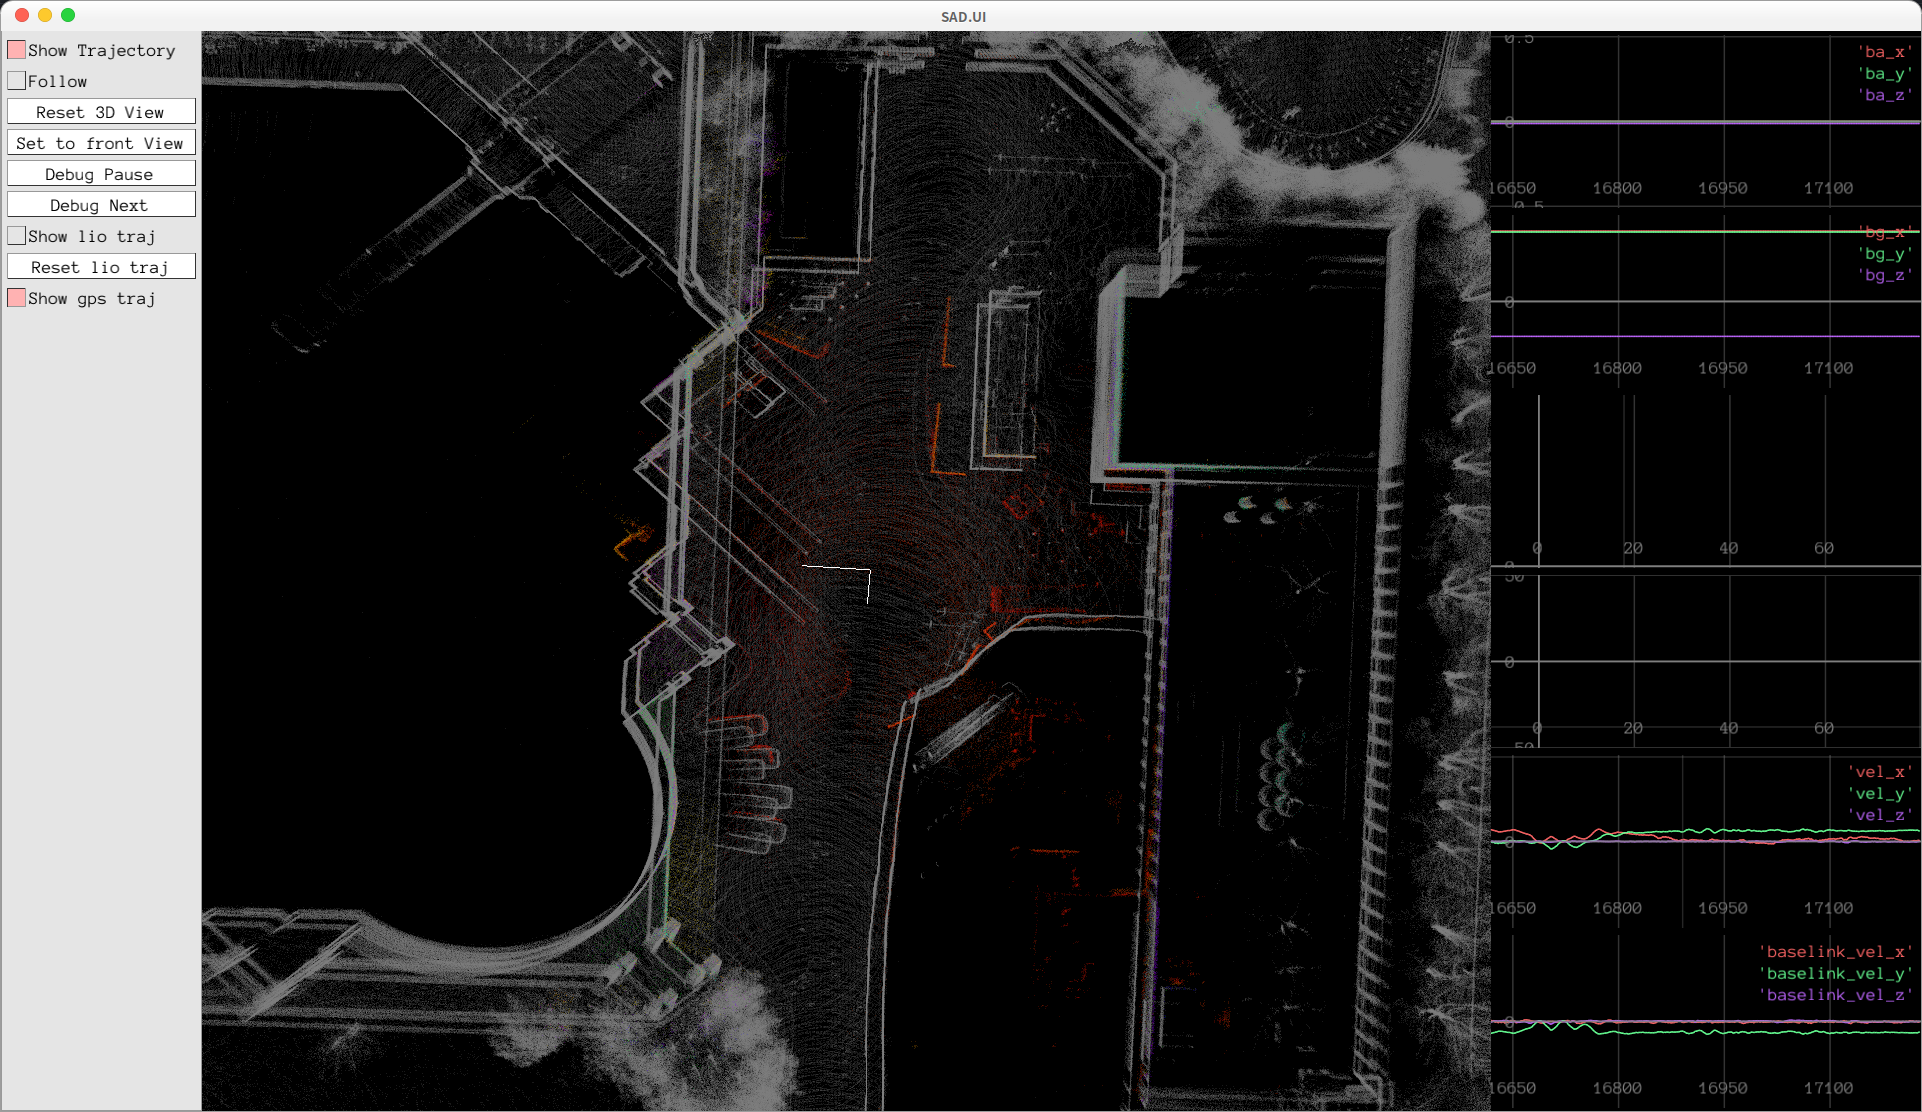 SAD.UI
Show Trajectory
Follow
Reset 3D View
Set to front View
Debug Pause
Debug Next
Show lio traj
Reset lio traj
Show gps traj
0.5
'ba_x'
'ba_y'
'ba_z'
0
16650 16800 16950 17100
-0.5
'bg_x'
'bg_y'
'bg_z'
0
16650 16800 16950 17100
0 20 40 60
0
50
0
0 20 40 60
-50
'vel_x'
'vel_y'
'vel_z'
0
16650 16800 16950 17100
'baselink_vel_x'
'baselink_vel_y'
'baselink_vel_z'
0
16650 16800 16950 17100